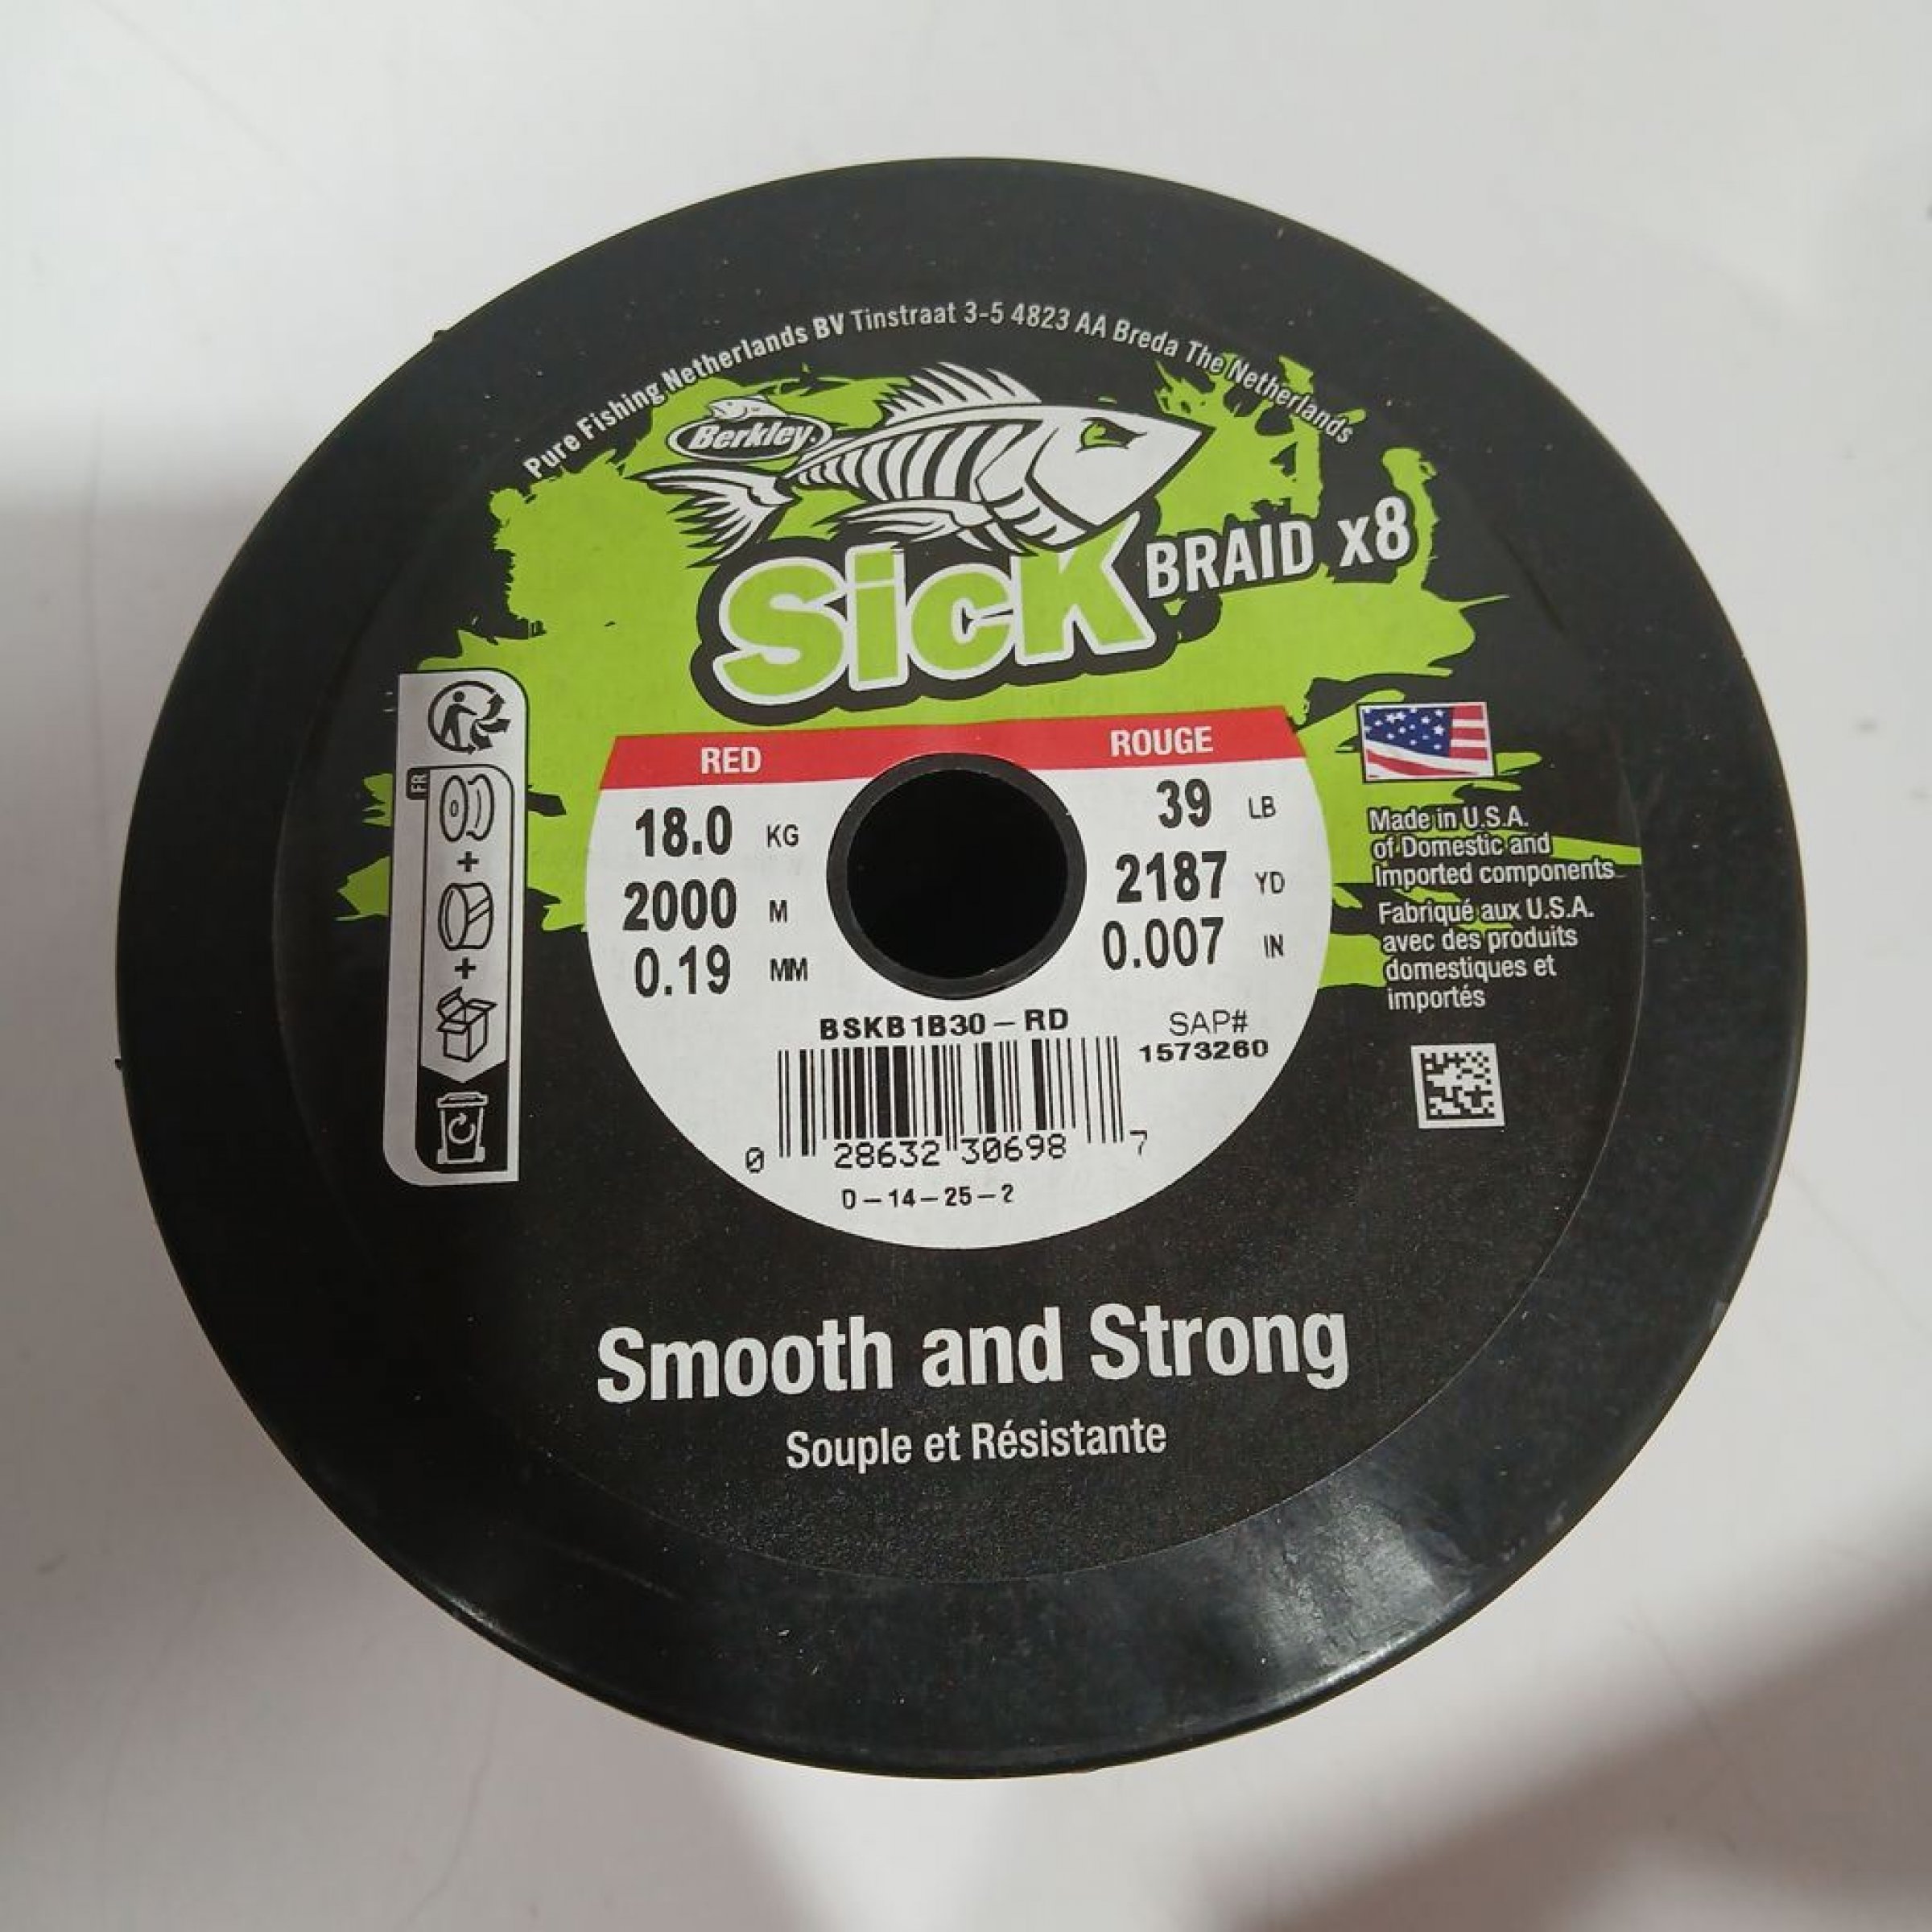 Pure Fishing Netherlands BV Tinstraat 3-5 4823 AA Breda The Netherlands
Berkley
Sick BRAID x8
RED ROUGE
18.0 KG 39 LB
2000 M 2187 YD
0.19 MM 0.007 IN
FR
Made in U.S.A.
of Domestic and
Imported components
Fabriqué aux U.S.A.
avec des produits
domestiques et
importés
BSKB1B30-RD
SAP#
1573260
0 28632 30698 7
D-14-25-2
Smooth and Strong
Souple et Résistante